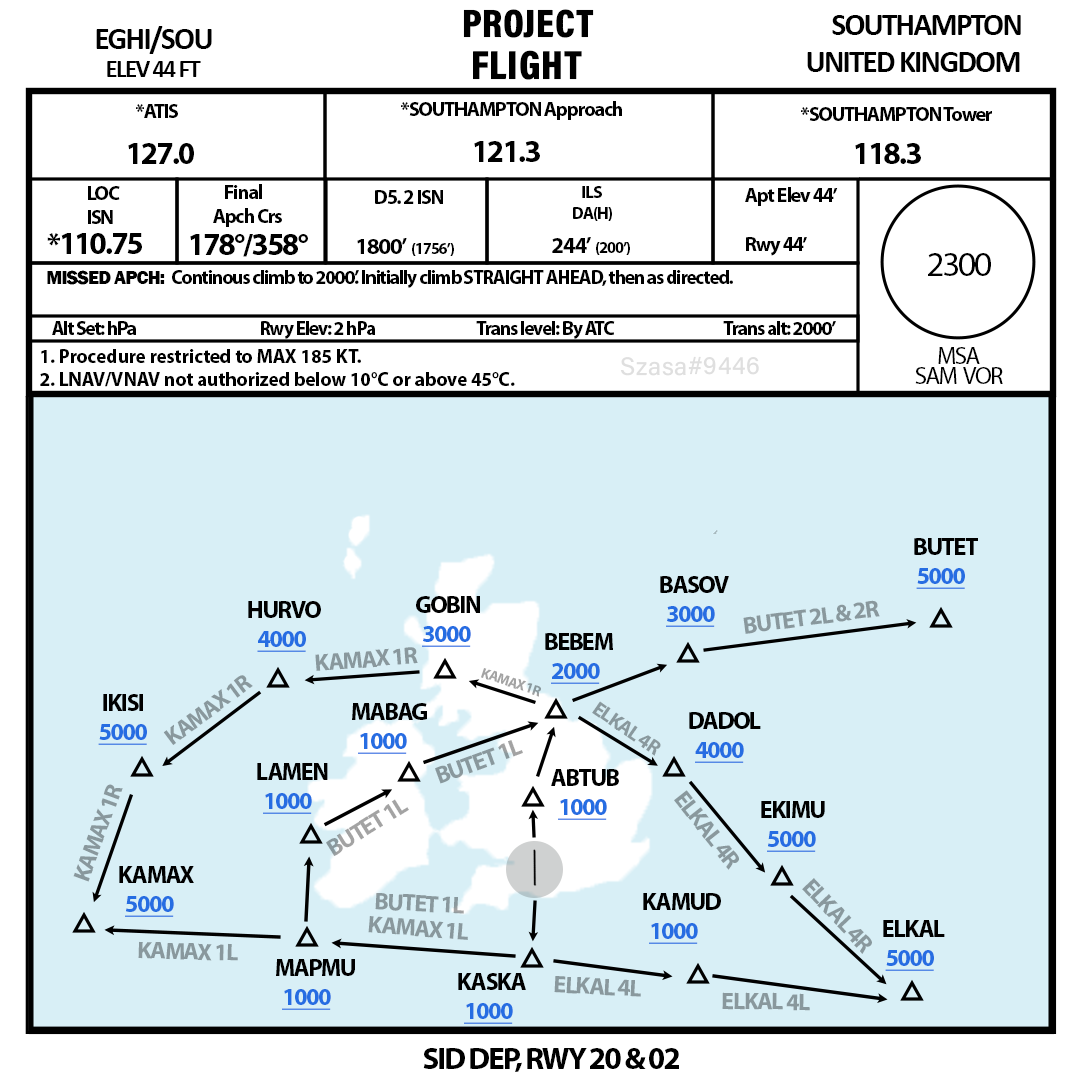 EGHI/SOU
ELEV 44 FT
PROJECT
FLIGHT
SOUTHAMPTON
UNITED KINGDOM
*ATIS
127.0
*SOUTHAMPTON Approach
121.3
*SOUTHAMPTON Tower
118.3
LOC
ISN
*110.75
Final
Apch Crs
178°/358°
D5.2 ISN
1800′ (1756′)
ILS
DA(H)
244′ (200′)
Apt Elev 44′
Rwy 44′
2300
MSA
SAM VOR
MISSED APCH: Continous climb to 2000′. Initially climb STRAIGHT AHEAD, then as directed.
Alt Set: hPa Rwy Elev: 2 hPa Trans level: By ATC Trans alt: 2000′
1. Procedure restricted to MAX 185 KT.
2. LNAV/VNAV not authorized below 10°C or above 45°C.
Szasa#9446
BUTET
5000
BASOV
3000
BUTET 2L & 2R
HURVO
4000
GOBIN
3000
KAMAX 1R
BEBEM
2000
KAMAX 1R
IKISI
5000
KAMAX 1R
MABAG
1000
BUTET 1L
ELKAL 4R
DADOL
4000
LAMEN
1000
BUTET 1L
ABTUB
1000
KAMAX 1R
ELKAL 4R
EKIMU
5000
KAMAX
5000
BUTET 1L
KAMAX 1L
KAMUD
1000
ELKAL 4R
ELKAL
5000
KAMAX 1L
MAPMU
1000
KASKA
1000
ELKAL 4L
ELKAL 4L
SID DEP, RWY 20 & 02